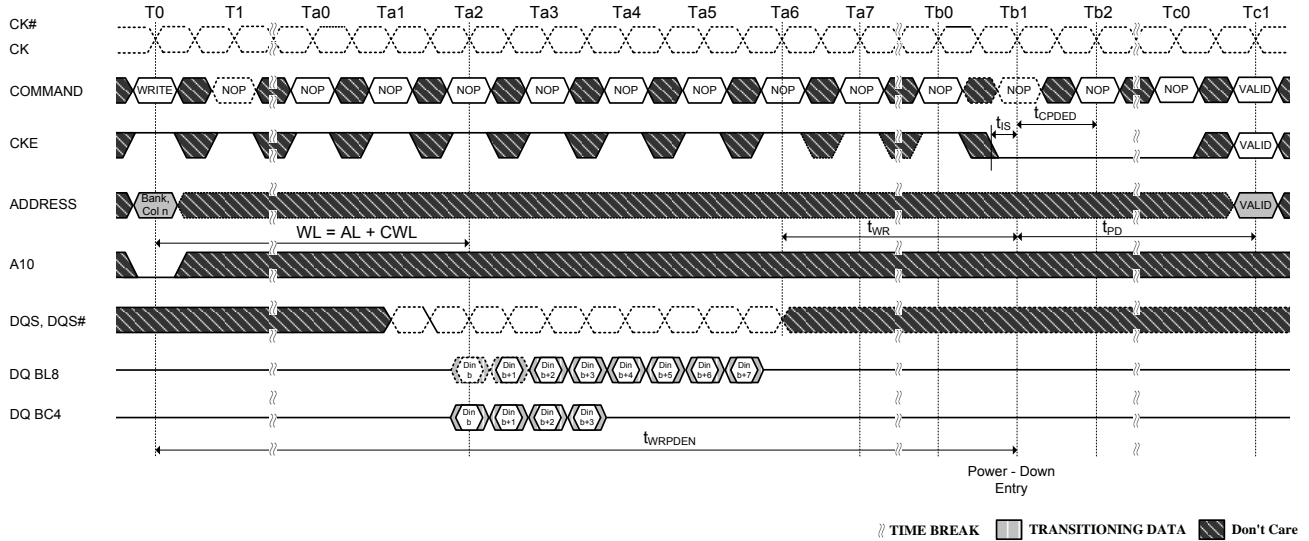 T0 T1 Ta0 Ta1 Ta2 Ta3 Ta4 Ta5 Ta6 Ta7 Tb0 Tb1 Tb2 Tc0 Tc1
CK#
CK
COMMAND WRITE NOP NOP NOP NOP NOP NOP NOP NOP NOP NOP NOP NOP NOP VALID
tIS tCPDED
CKE VALID
ADDRESS Bank, Col n VALID
WL = AL + CWL tWR tPD
A10
DQS, DQS#
DQ BL8 Din b Din b+1 Din b+2 Din b+3 Din b+4 Din b+5 Din b+6 Din b+7
DQ BC4 Din b Din b+1 Din b+2 Din b+3
tWRPDEN
Power - Down
Entry
TIME BREAK TRANSITIONING DATA Don't Care